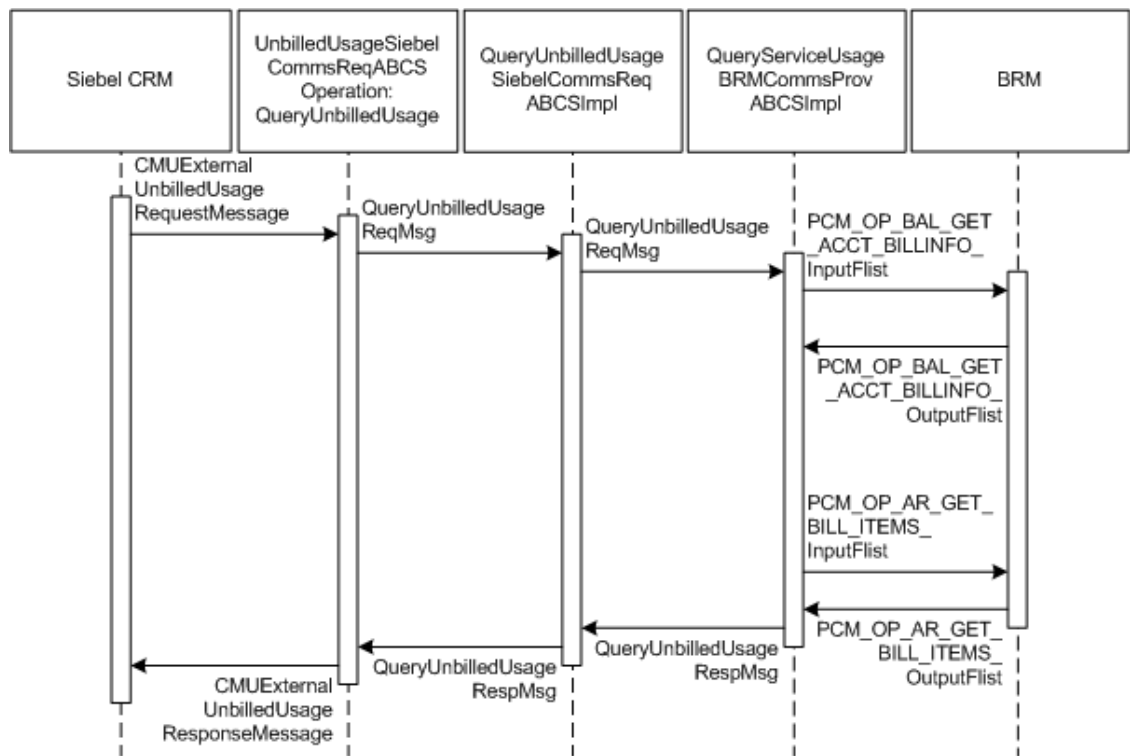 Siebel CRM
UnbilledUsageSiebel
CommsReqABCS
Operation:
QueryUnbilledUsage
QueryUnbilledUsage
SiebelCommsReq
ABCSImpl
QueryServiceUsage
BRMCommsProv
ABCSImpl
BRM
CMUExternal
UnbilledUsage
RequestMessage
QueryUnbilledUsage
ReqMsg
QueryUnbilledUsage
ReqMsg
PCM_OP_BAL_GET
_ACCT_BILLINFO_
InputFlist
PCM_OP_BAL_GET
_ACCT_BILLINFO_
OutputFlist
PCM_OP_AR_GET_
BILL_ITEMS_
InputFlist
PCM_OP_AR_GET_
BILL_ITEMS_
OutputFlist
QueryUnbilledUsage
RespMsg
QueryUnbilledUsage
RespMsg
CMUExternal
UnbilledUsage
ResponseMessage